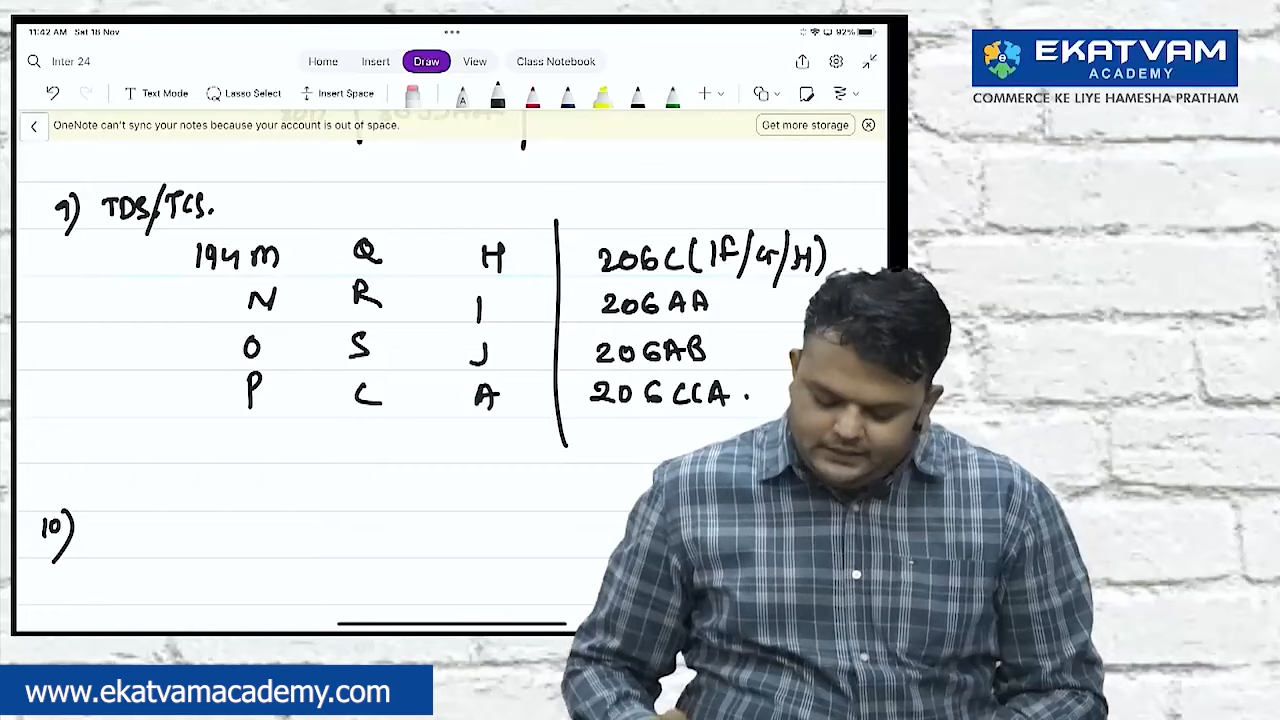 11:42 AM Sat 18 Nov
92%
Inter 24
Home Insert Draw View Class Notebook
Text Mode Lasso Select Insert Space
OneNote can't sync your notes because your account is out of space.
Get more storage
9) TDS/TCS.
194 M Q H 206C(1F/G/H)
N R I 206AA
O S J 206AB
P C A 206CCA.
10)
EKATVAM
ACADEMY
COMMERCE KE LIYE HAMESHA PRATHAM
www.ekatvamacademy.com